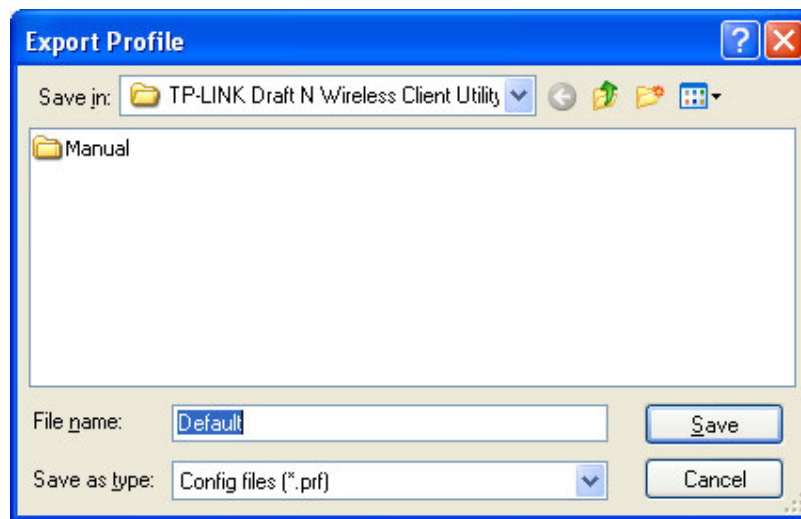 Export Profile
Save in: TP-LINK Draft N Wireless Client Utility
Manual
File name: Default Save
Save as type: Config files (*.prf) Cancel